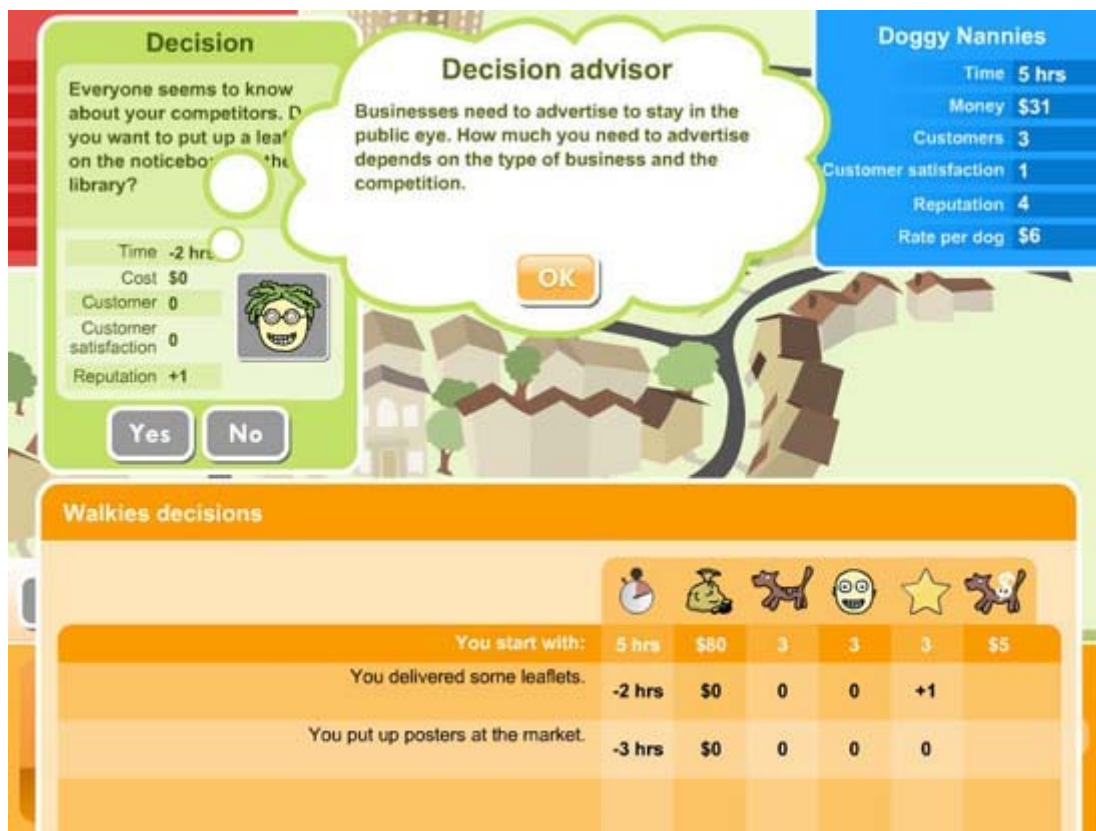 Decision
Everyone seems to know
about your competitors. D
you want to put up a leaf
on the noticebo the
library?
Time -2 hrs
Cost $0
Customer 0
Customer
satisfaction 0
Reputation +1
Yes No
Decision advisor
Businesses need to advertise to stay in the
public eye. How much you need to advertise
depends on the type of business and the
competition.
OK
Doggy Nannies
Time 5 hrs
Money $31
Customers 3
Customer satisfaction 1
Reputation 4
Rate per dog $6
Walkies decisions
You start with: 5 hrs $80 3 3 3 $5
You delivered some leaflets. -2 hrs $0 0 0 +1
You put up posters at the market. -3 hrs $0 0 0 0